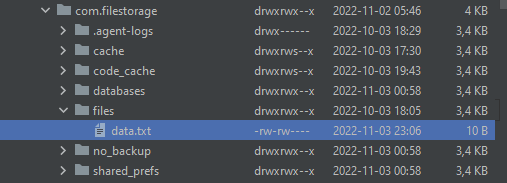 com.filestorage drwxrwx--x 2022-11-02 05:46 4 KB
.agent-logs drwx------ 2022-10-03 18:29 3,4 KB
cache drwxrws--x 2022-11-03 17:30 3,4 KB
code_cache drwxrws--x 2022-10-03 19:43 3,4 KB
databases drwxrwx--x 2022-11-03 00:58 3,4 KB
files drwxrwx--x 2022-10-03 18:05 3,4 KB
data.txt -rw-rw---- 2022-11-03 23:06 10 B
no_backup drwxrwx--x 2022-11-03 00:58 3,4 KB
shared_prefs drwxrwx--x 2022-11-03 00:58 3,4 KB